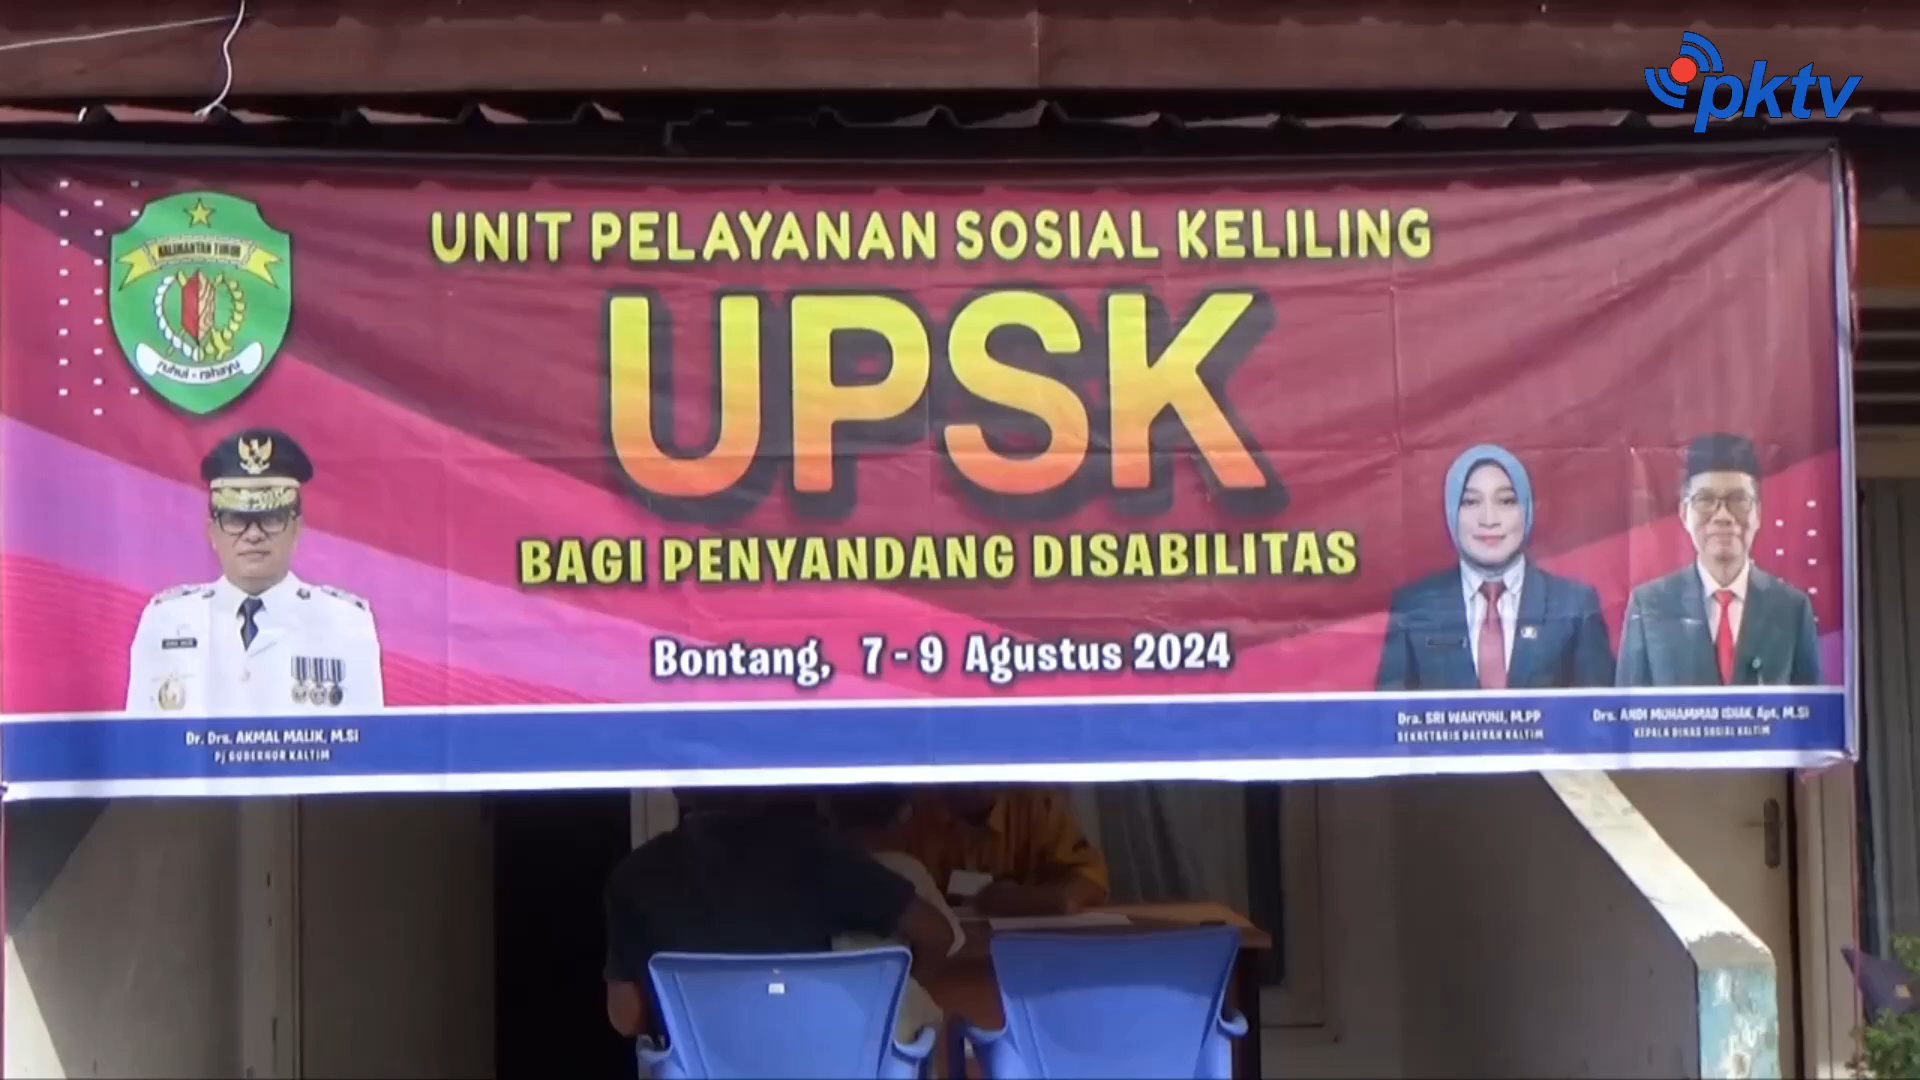 pktv
KALIMANTAN TIMUR
ruhui - rahayu
UNIT PELAYANAN SOSIAL KELILING
UPSK
BAGI PENYANDANG DISABILITAS
Bontang, 7 - 9 Agustus 2024
Dr. Drs. AKMAL MALIK, M.Si
Pj GUBERNUR KALTIM
Dra. SRI WAHYUNI, M.PP
SEKRETARIS DAERAH KALTIM
Drs. ANDI MUHAMMAD ISHAK, Apt, M.Si
KEPALA DINAS SOSIAL KALTIM